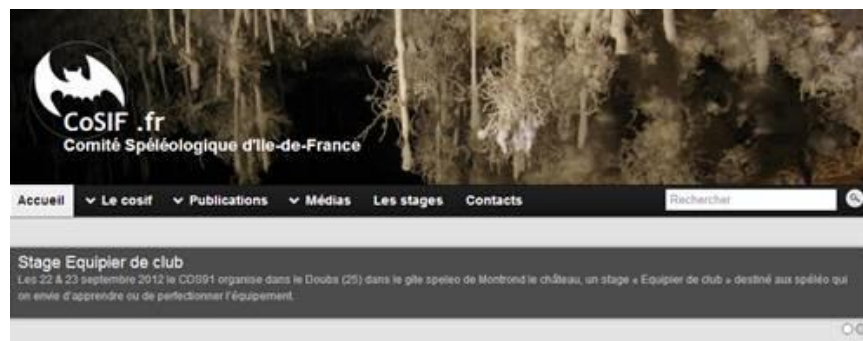 CoSIF .fr
Comité Spéléologique d'Ile-de-France
Accueil Le cosif Publications Médias Les stages Contacts Rechercher
Stage Equipier de club
Les 22 & 23 septembre 2012 le CDS91 organise dans le Doubs (25) dans le gite speleo de Montrond le château, un stage « Equipier de club » destiné aux spéléo qui
on envie d'apprendre ou de perfectionner l'équipement.